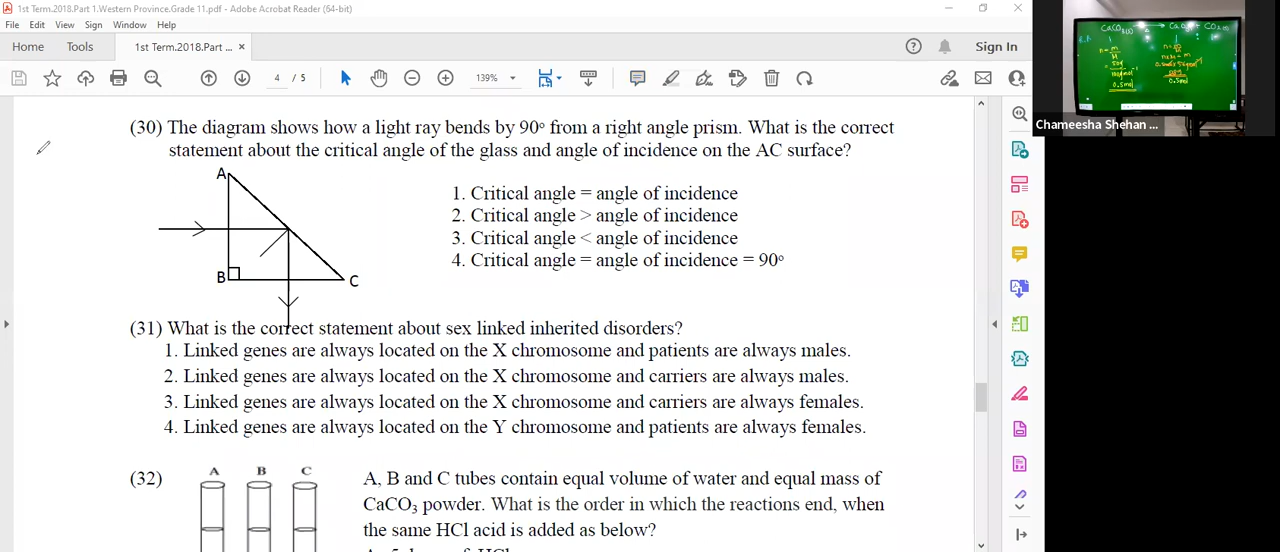 1st Term.2018.Part 1.Western Province.Grade 11.pdf - Adobe Acrobat Reader (64-bit)
File Edit View Sign Window Help
Home Tools 1st Term.2018.Part ... × Sign In
4 / 5 139%
(30) The diagram shows how a light ray bends by 90° from a right angle prism. What is the correct
statement about the critical angle of the glass and angle of incidence on the AC surface?
A
B
C
1. Critical angle = angle of incidence
2. Critical angle > angle of incidence
3. Critical angle < angle of incidence
4. Critical angle = angle of incidence = 90°
(31) What is the correct statement about sex linked inherited disorders?
1. Linked genes are always located on the X chromosome and patients are always males.
2. Linked genes are always located on the X chromosome and carriers are always males.
3. Linked genes are always located on the X chromosome and carriers are always females.
4. Linked genes are always located on the Y chromosome and patients are always females.
(32)
A B C
A, B and C tubes contain equal volume of water and equal mass of
CaCO₃ powder. What is the order in which the reactions end, when
the same HCl acid is added as below?
Chameesha Shehan ...
0.5mol
0.5mol